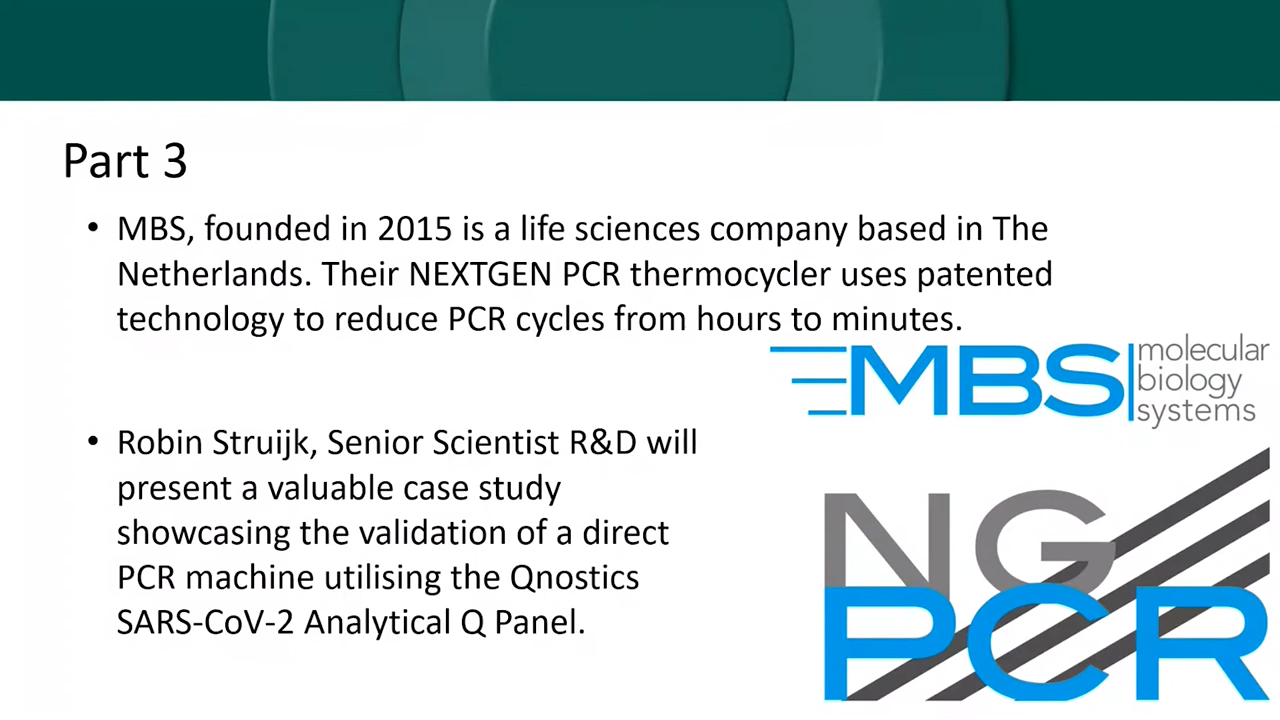 Part 3
• MBS, founded in 2015 is a life sciences company based in The
Netherlands. Their NEXTGEN PCR thermocycler uses patented
technology to reduce PCR cycles from hours to minutes.
MBS molecular
biology
systems
• Robin Struijk, Senior Scientist R&D will
present a valuable case study
showcasing the validation of a direct
PCR machine utilising the Qnostics
SARS-CoV-2 Analytical Q Panel.
NG
PCR